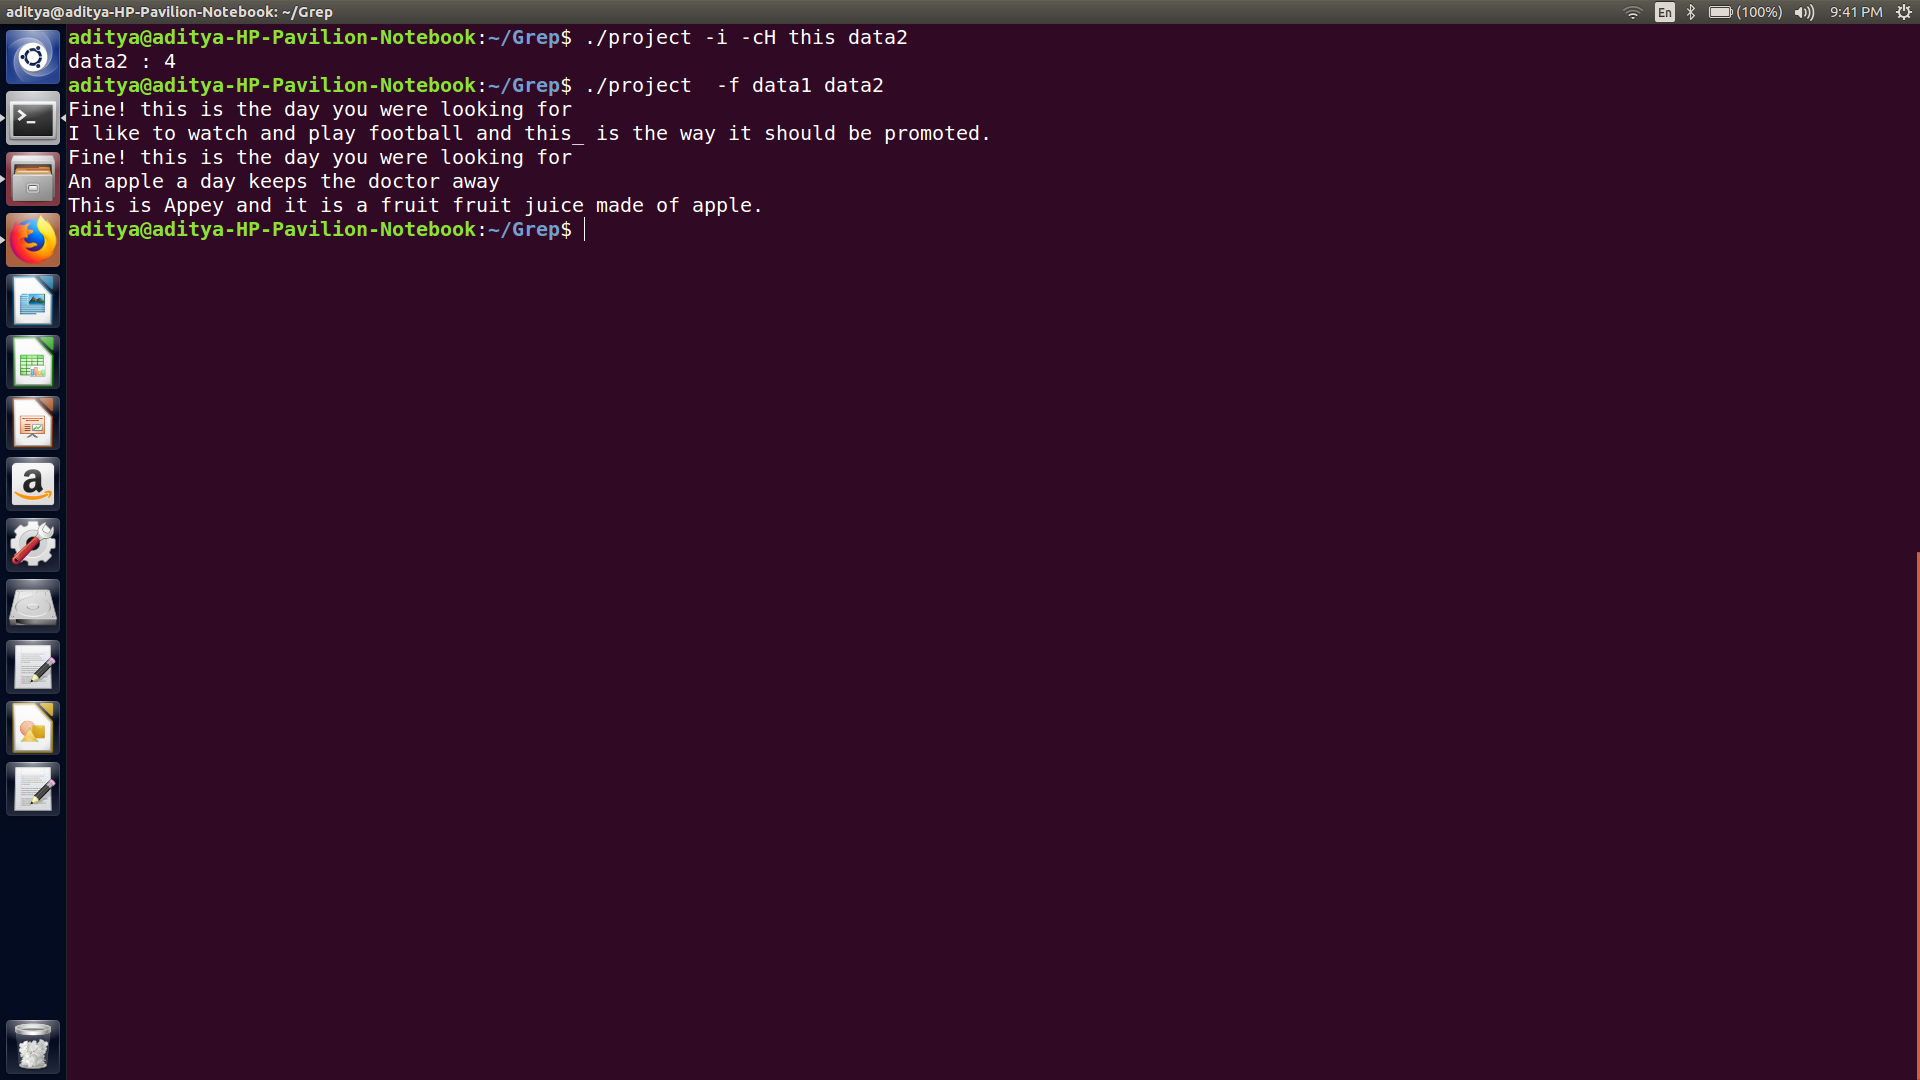 aditya@aditya-HP-Pavilion-Notebook: ~/Grep
En (100%) 9:41 PM
aditya@aditya-HP-Pavilion-Notebook:~/Grep$ ./project -i -cH this data2
data2 : 4
aditya@aditya-HP-Pavilion-Notebook:~/Grep$ ./project  -f data1 data2
Fine! this is the day you were looking for
I like to watch and play football and this_ is the way it should be promoted.
Fine! this is the day you were looking for
An apple a day keeps the doctor away
This is Appey and it is a fruit fruit juice made of apple.
aditya@aditya-HP-Pavilion-Notebook:~/Grep$
a